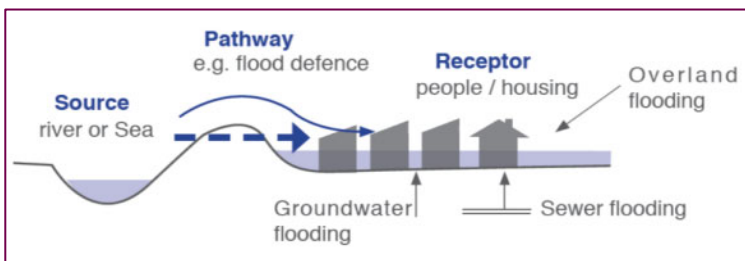 Pathway
e.g. flood defence
Source
river or Sea
Receptor
people / housing
Overland
flooding
Groundwater
flooding
Sewer flooding